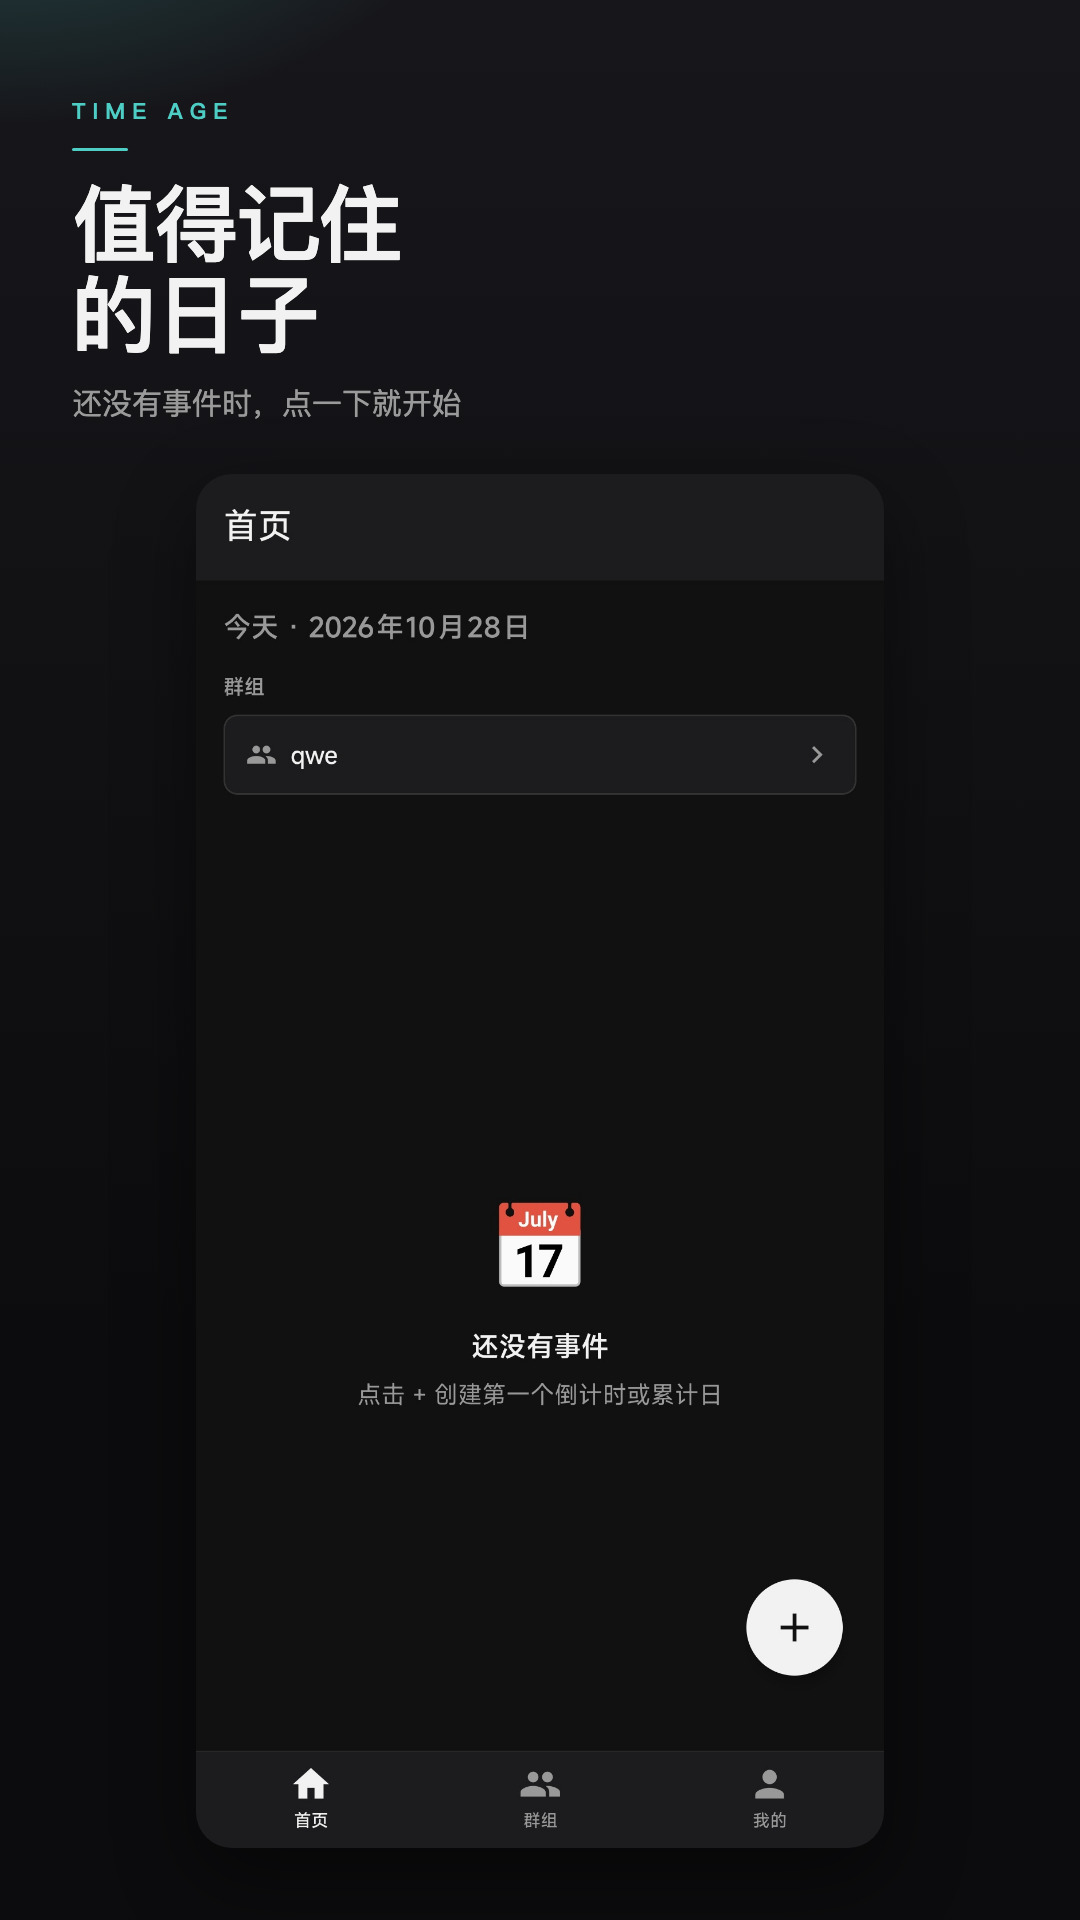 TIME AGE
值得记住
的日子
还没有事件时，点一下就开始
首页
今天 · 2026年10月28日
群组
qwe
July
17
还没有事件
点击 + 创建第一个倒计时或累计日
首页 群组 我的